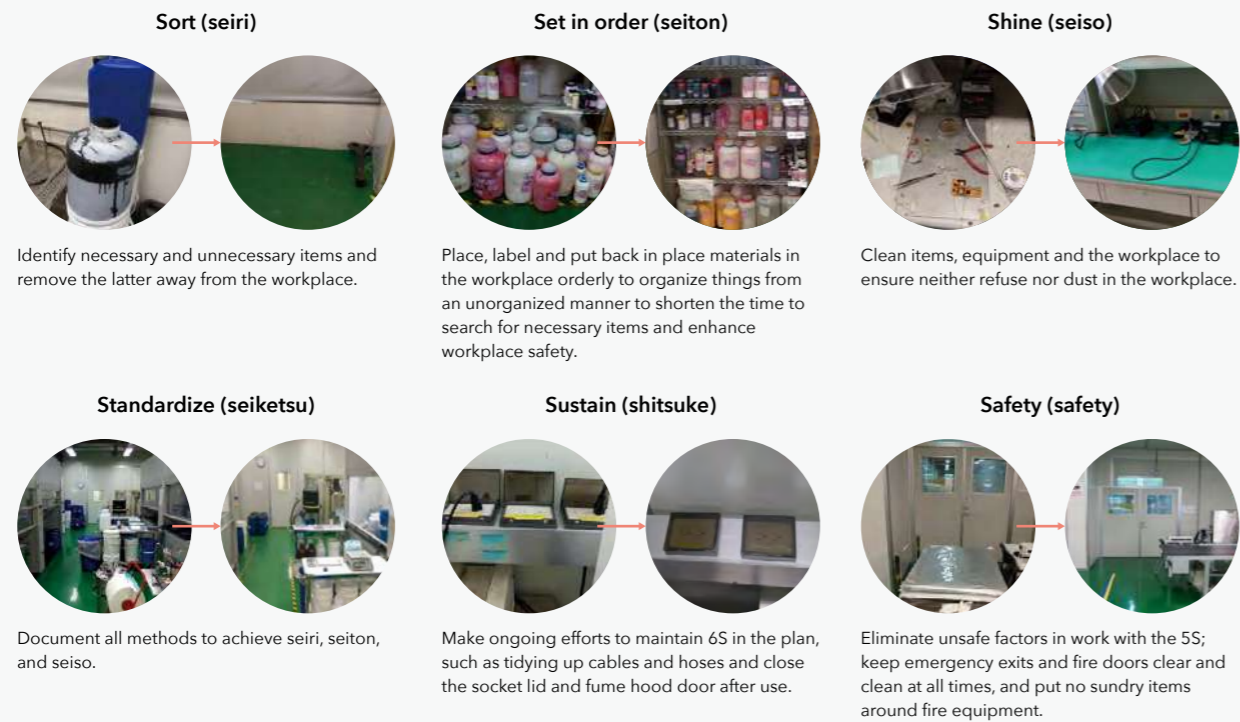 Sort (seiri)
Set in order (seiton)
Shine (seiso)
Identify necessary and unnecessary items and
remove the latter away from the workplace.
Place, label and put back in place materials in
the workplace orderly to organize things from
an unorganized manner to shorten the time to
search for necessary items and enhance
workplace safety.
Clean items, equipment and the workplace to
ensure neither refuse nor dust in the workplace.
Standardize (seiketsu)
Sustain (shitsuke)
Safety (safety)
Document all methods to achieve seiri, seiton,
and seiso.
Make ongoing efforts to maintain 6S in the plan,
such as tidying up cables and hoses and close
the socket lid and fume hood door after use.
Eliminate unsafe factors in work with the 5S;
keep emergency exits and fire doors clear and
clean at all times, and put no sundry items
around fire equipment.